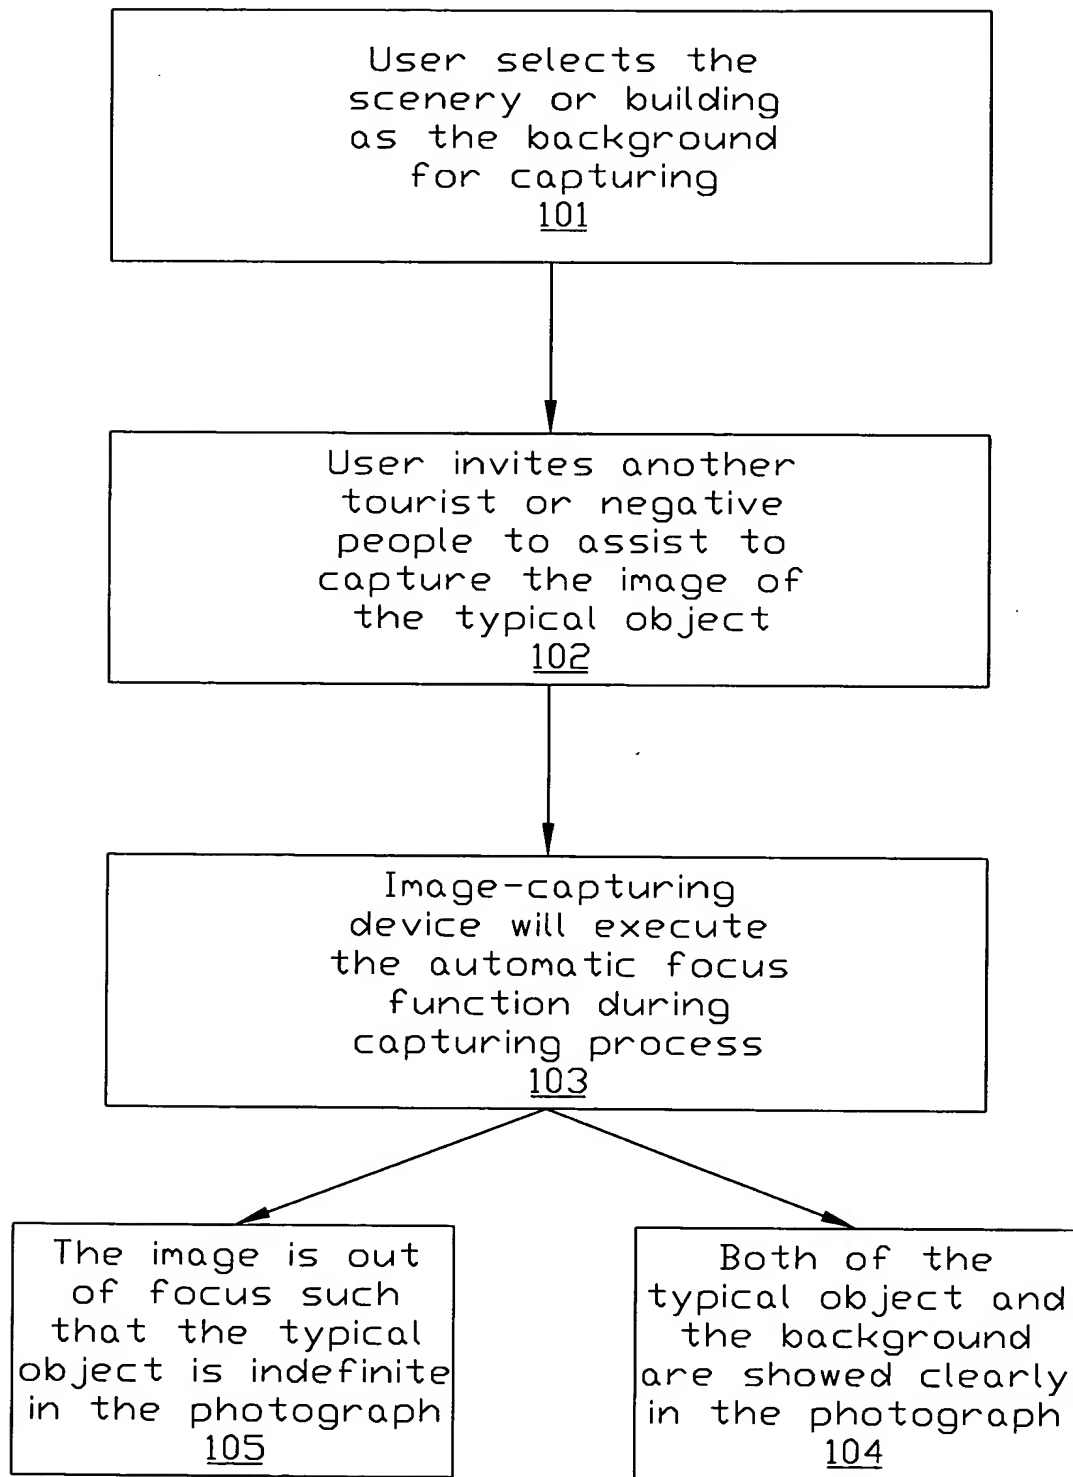 User selects the
scenery or building
as the background
for capturing
101
User invites another
tourist or negative
people to assist to
capture the image of
the typical object
102
Image-capturing
device will execute
the automatic focus
function during
capturing process
103
The image is out
of focus such
that the typical
object is indefinite
in the photograph
105
Both of the
typical object and
the background
are showed clearly
in the photograph
104